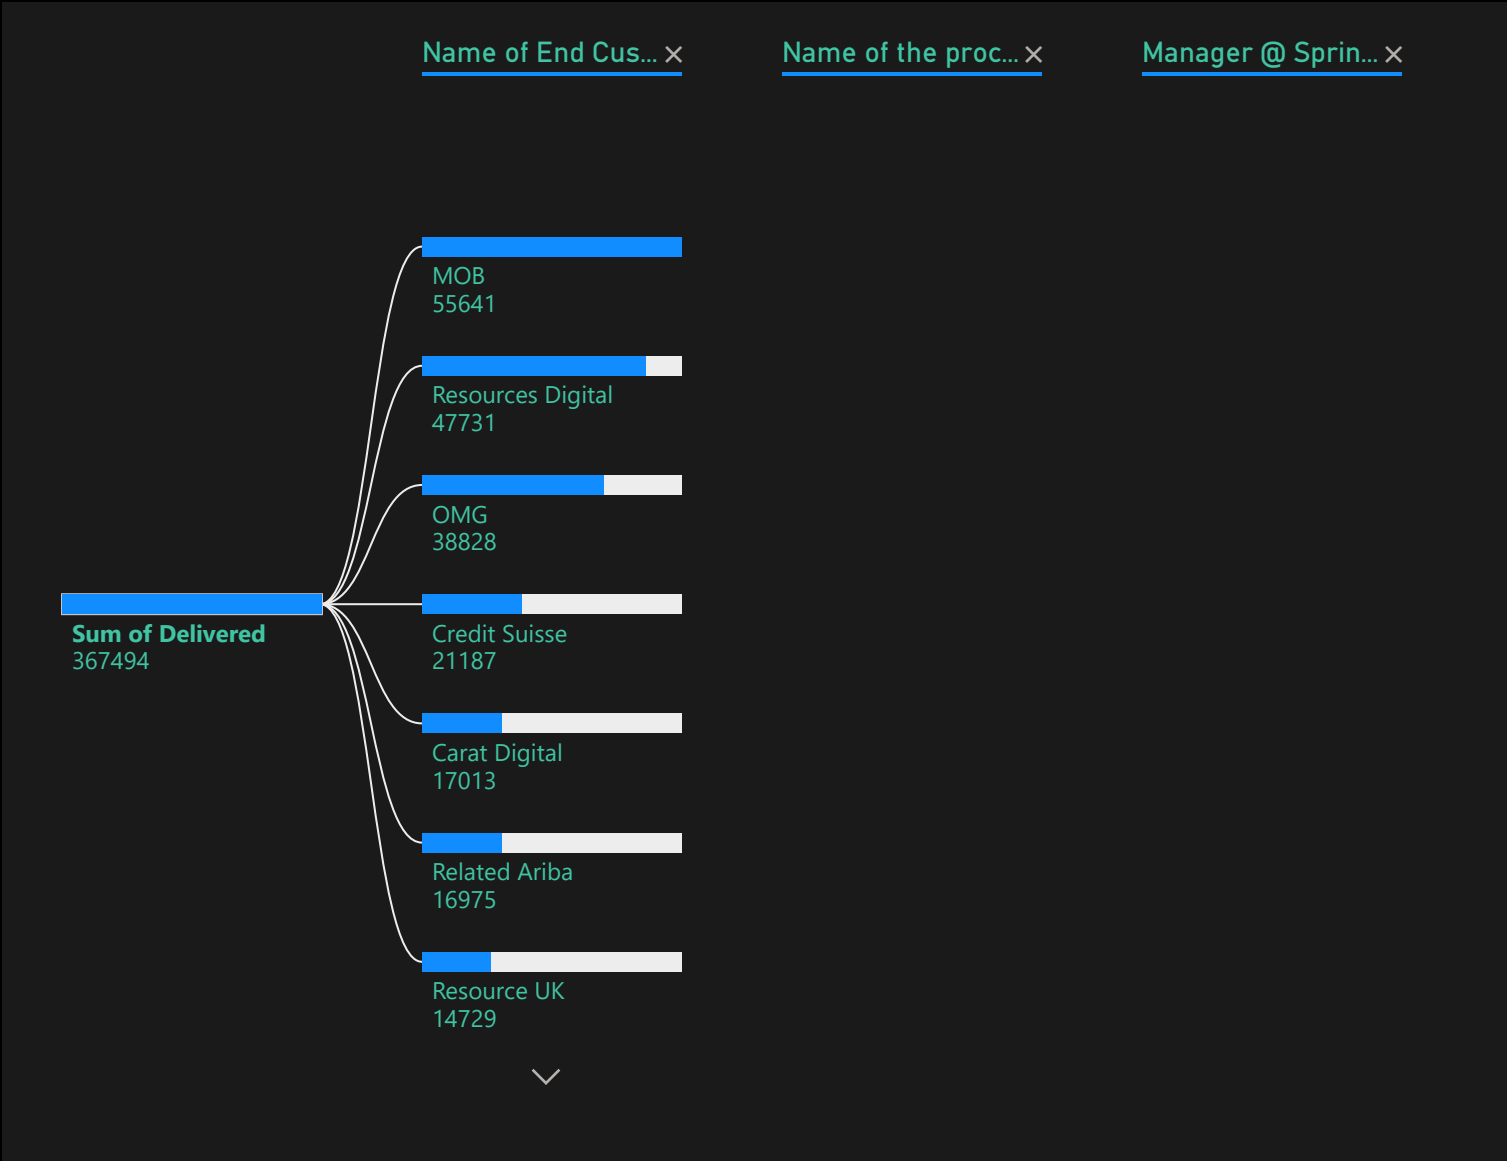 Name of End Cus...
Name of the proc...
Manager @ Sprin...
MOB
55641
Resources Digital
47731
OMG
38828
Sum of Delivered
367494
Credit Suisse
21187
Carat Digital
17013
Related Ariba
16975
Resource UK
14729